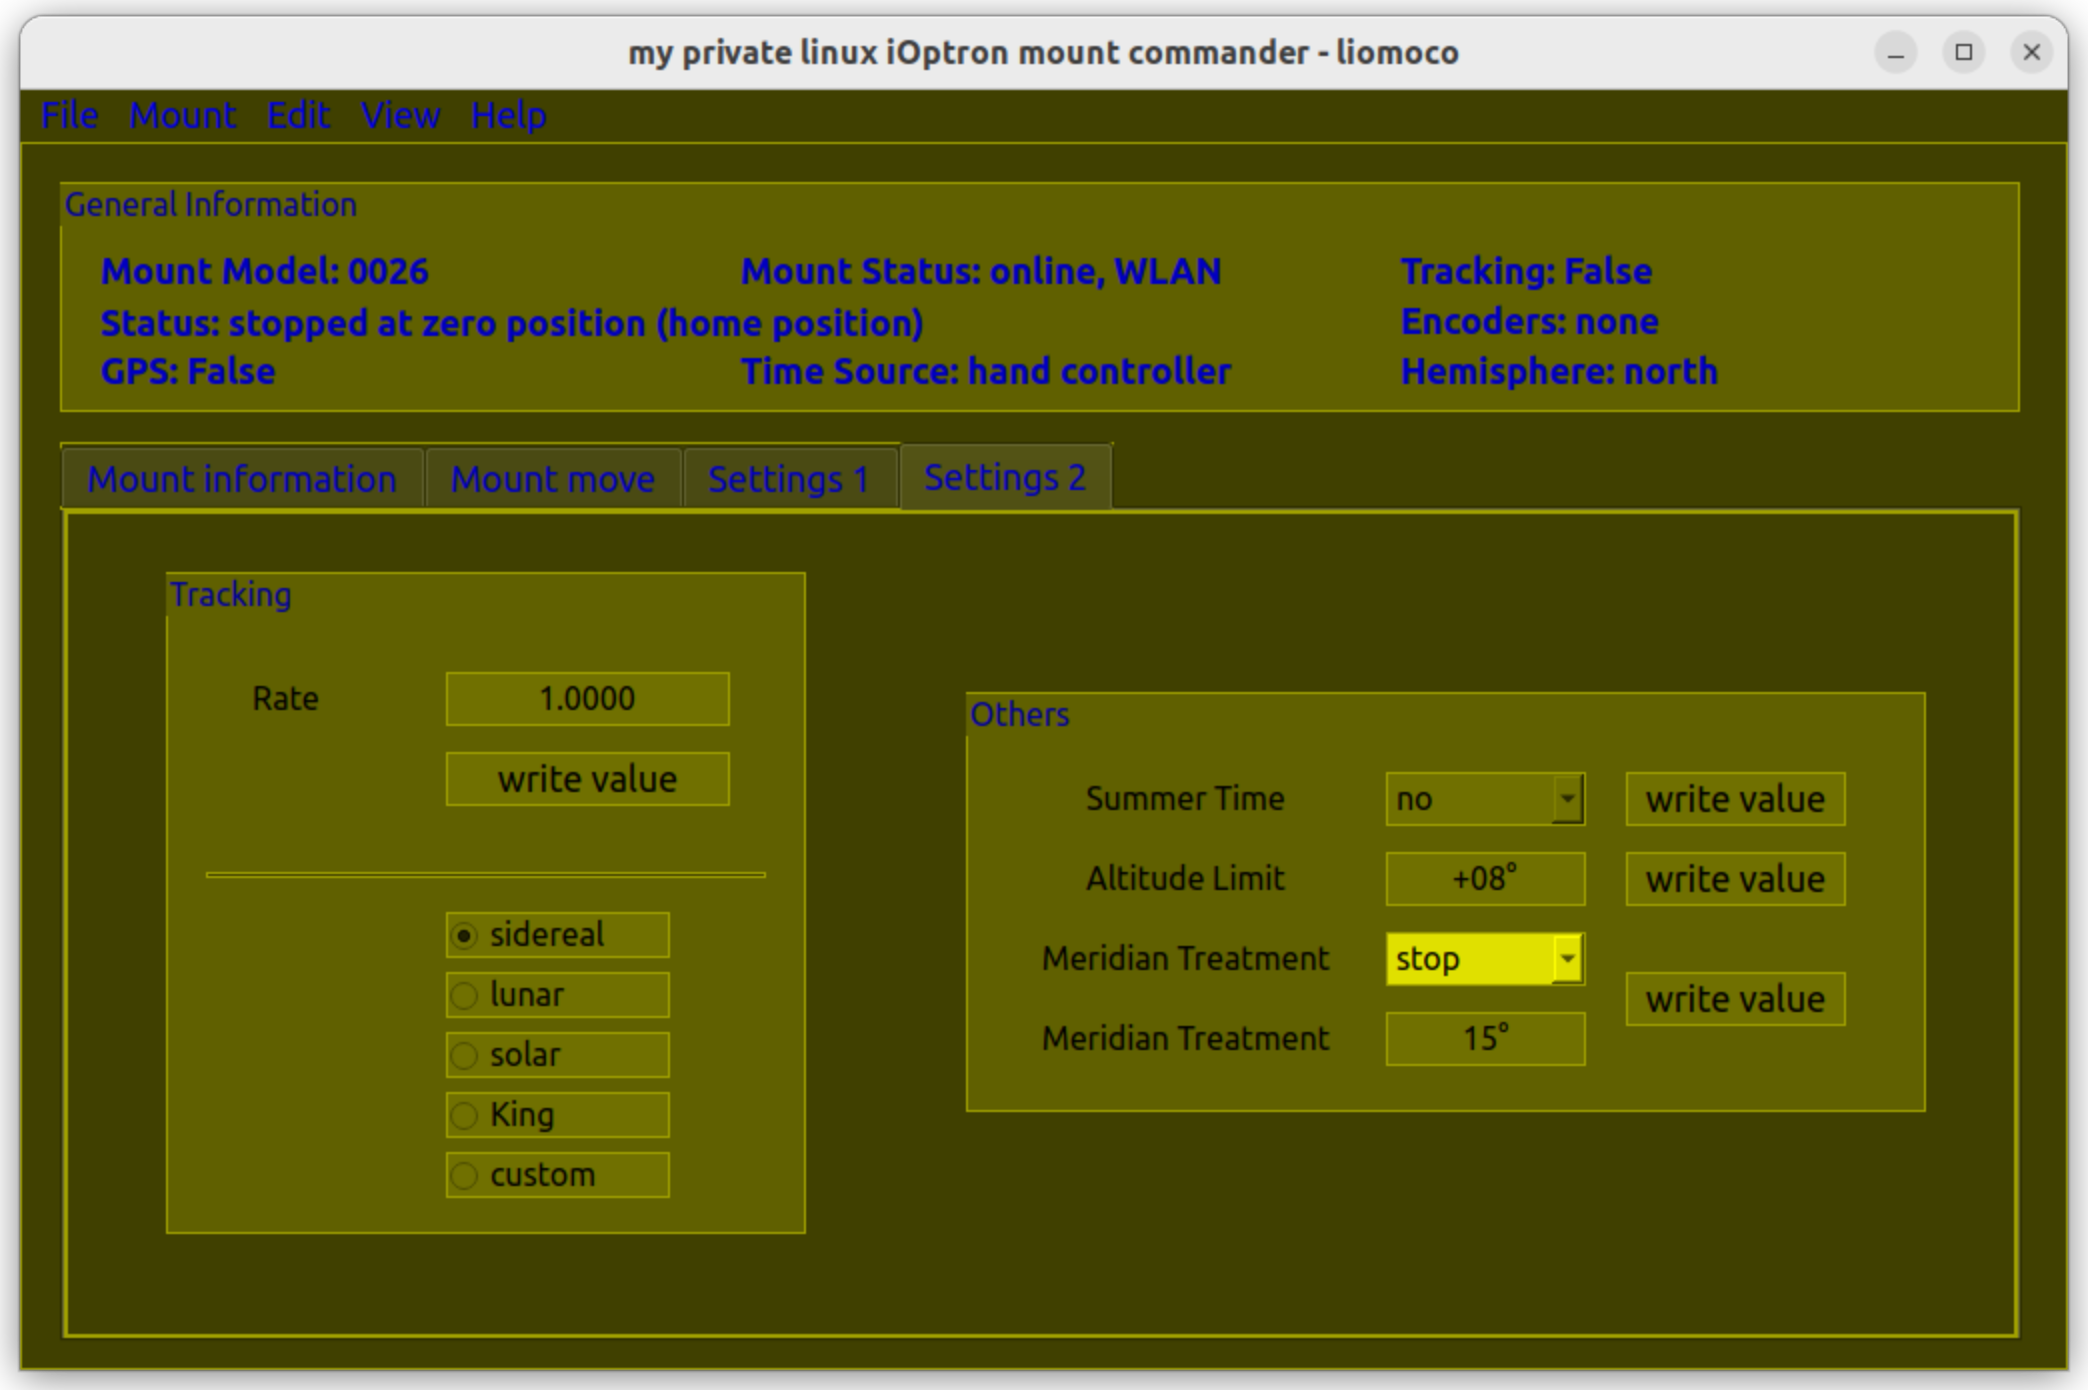 my private linux iOptron mount commander - liomoco
File Mount Edit View Help
General Information
Mount Model: 0026 Mount Status: online, WLAN Tracking: False
Status: stopped at zero position (home position) Encoders: none
GPS: False Time Source: hand controller Hemisphere: north
Mount information Mount move Settings 1 Settings 2
Tracking
Rate 1.0000
write value
sidereal
lunar
solar
King
custom
Others
Summer Time no write value
Altitude Limit +08° write value
Meridian Treatment stop
write value
Meridian Treatment 15°